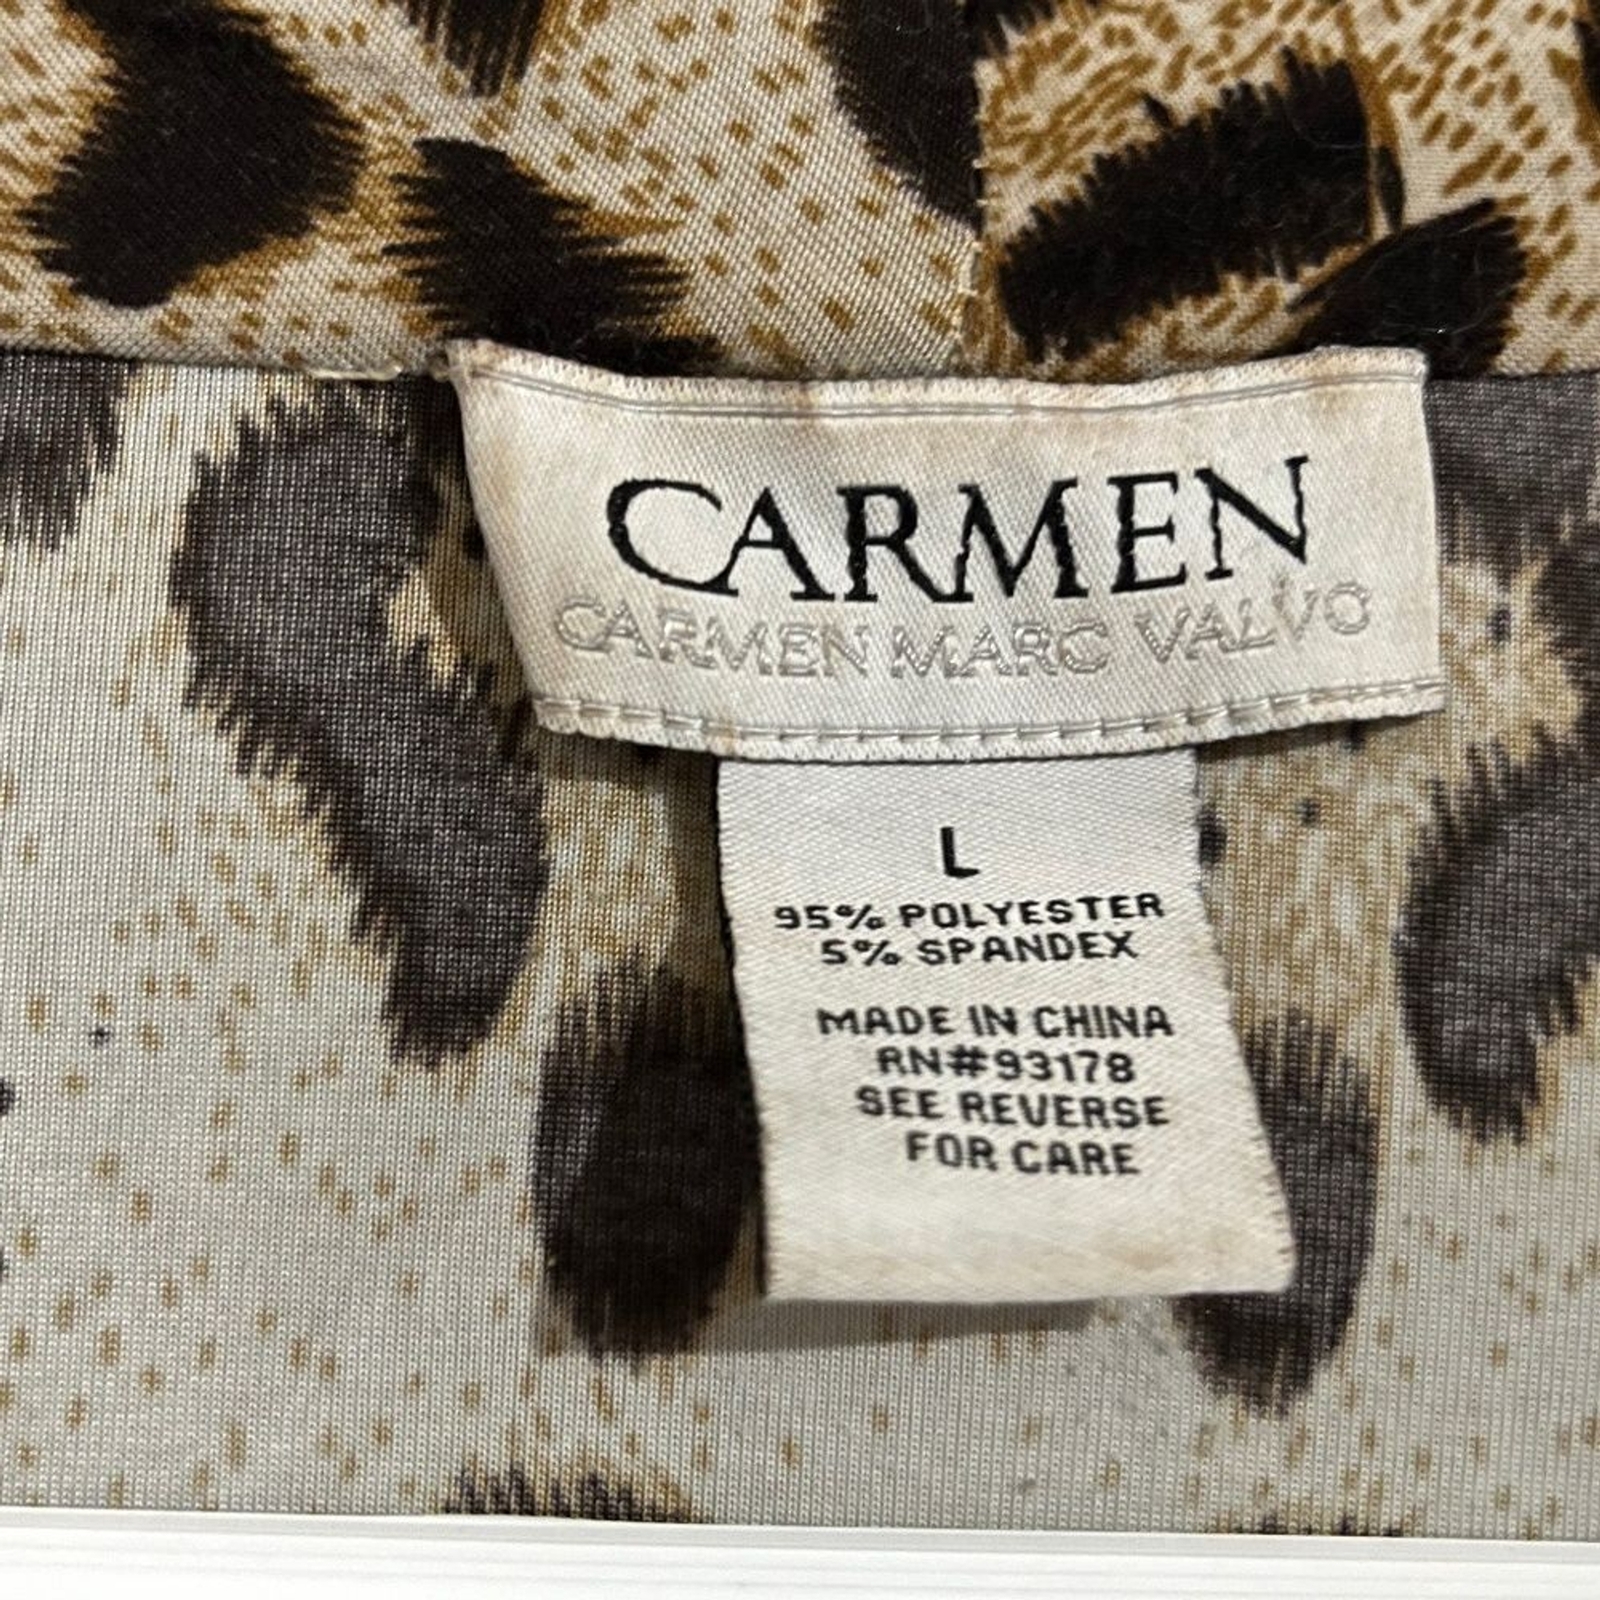 CARMEN
CARMEN MARC VALVO
L
95% POLYESTER
5% SPANDEX
MADE IN CHINA
RN#93178
SEE REVERSE
FOR CARE